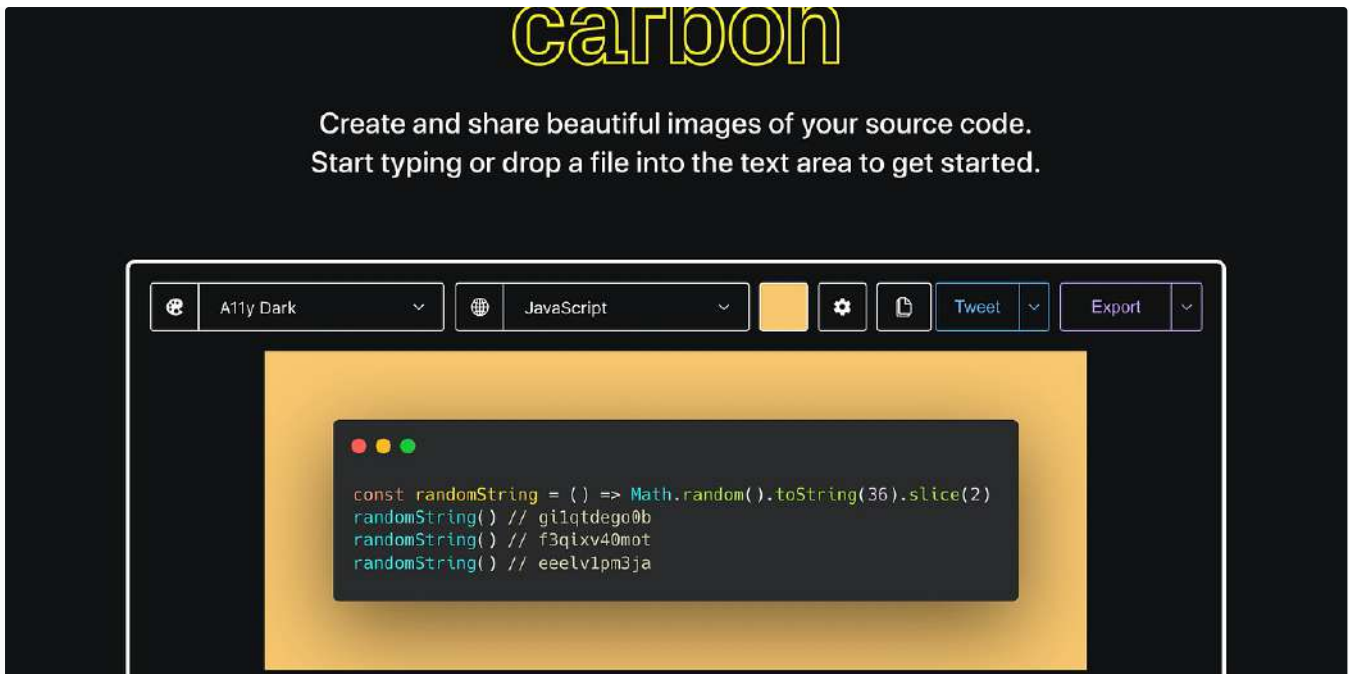 carbon
Create and share beautiful images of your source code.
Start typing or drop a file into the text area to get started.
A11y Dark JavaScript Tweet Export
const randomString = () => Math.random().toString(36).slice(2)
randomString() // gi1qtdego0b
randomString() // f3qixv40mot
randomString() // eeelv1pm3ja